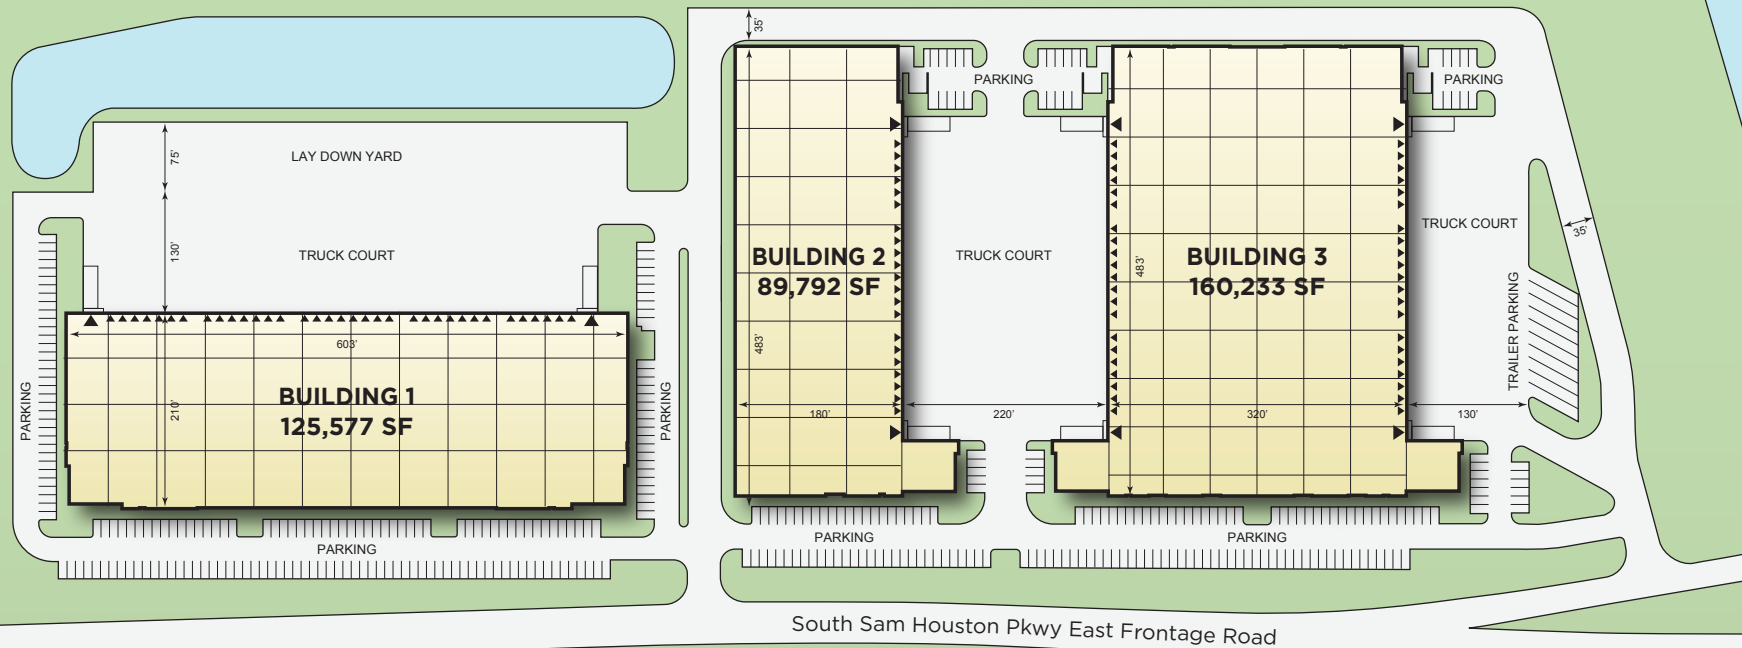 35'
PARKING
PARKING
75'
LAY DOWN YARD
130'
TRUCK COURT
603'
BUILDING 1
125,577 SF
210'
PARKING
PARKING
PARKING
BUILDING 2
89,792 SF
483'
180'
TRUCK COURT
220'
BUILDING 3
160,233 SF
483'
320'
TRUCK COURT
35'
TRAILER PARKING
130'
PARKING
PARKING
South Sam Houston Pkwy East Frontage Road